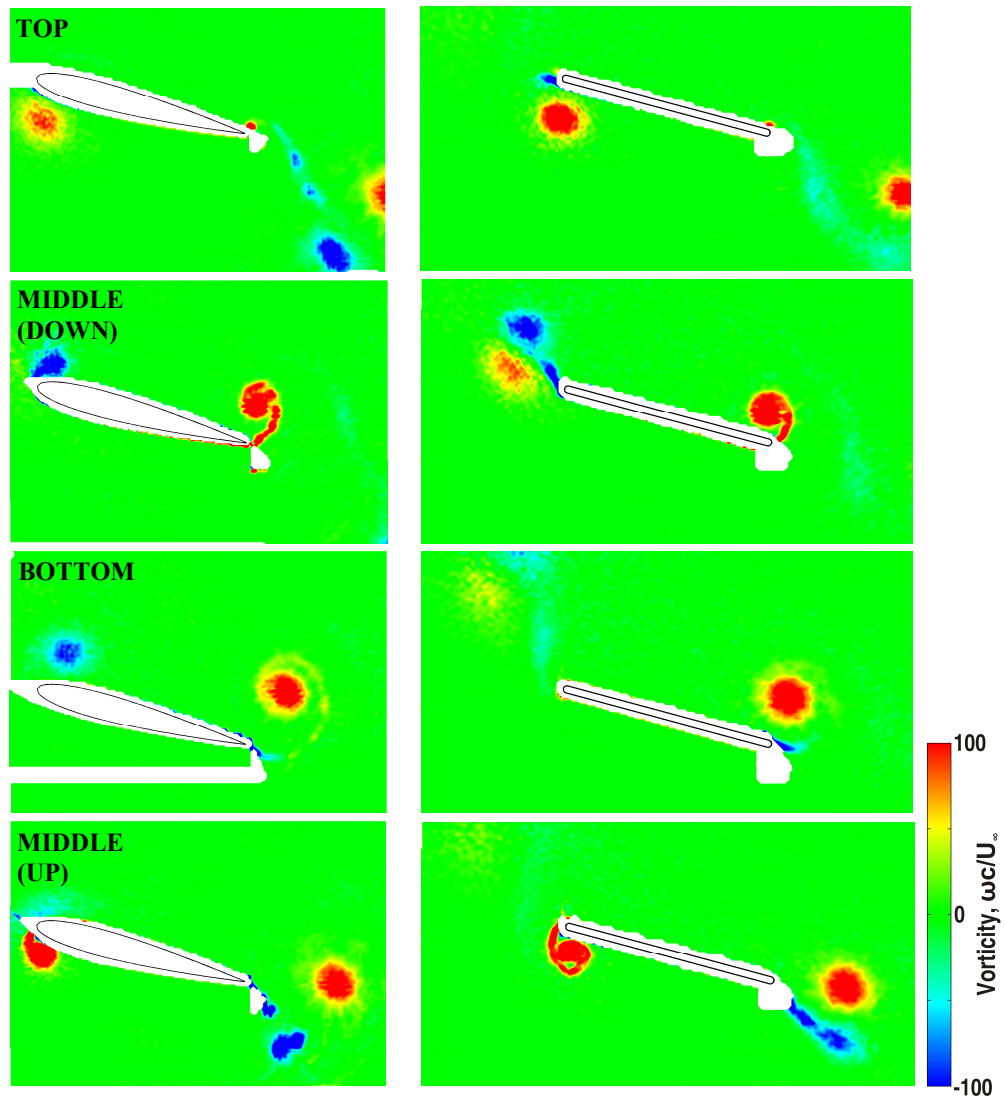 TOP
MIDDLE
(DOWN)
BOTTOM
MIDDLE
(UP)
100
0
-100
Vorticity, ωc/U∞